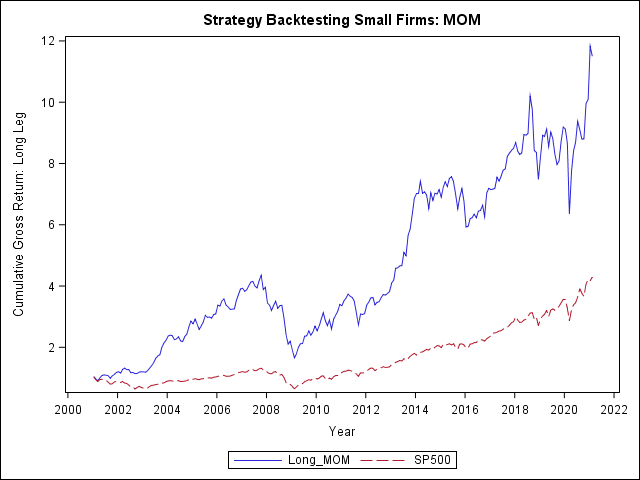 Strategy Backtesting Small Firms: MOM
Cumulative Gross Return: Long Leg
12
10
8
6
4
2
2000 2002 2004 2006 2008 2010 2012 2014 2016 2018 2020 2022
Year
Long_MOM SP500